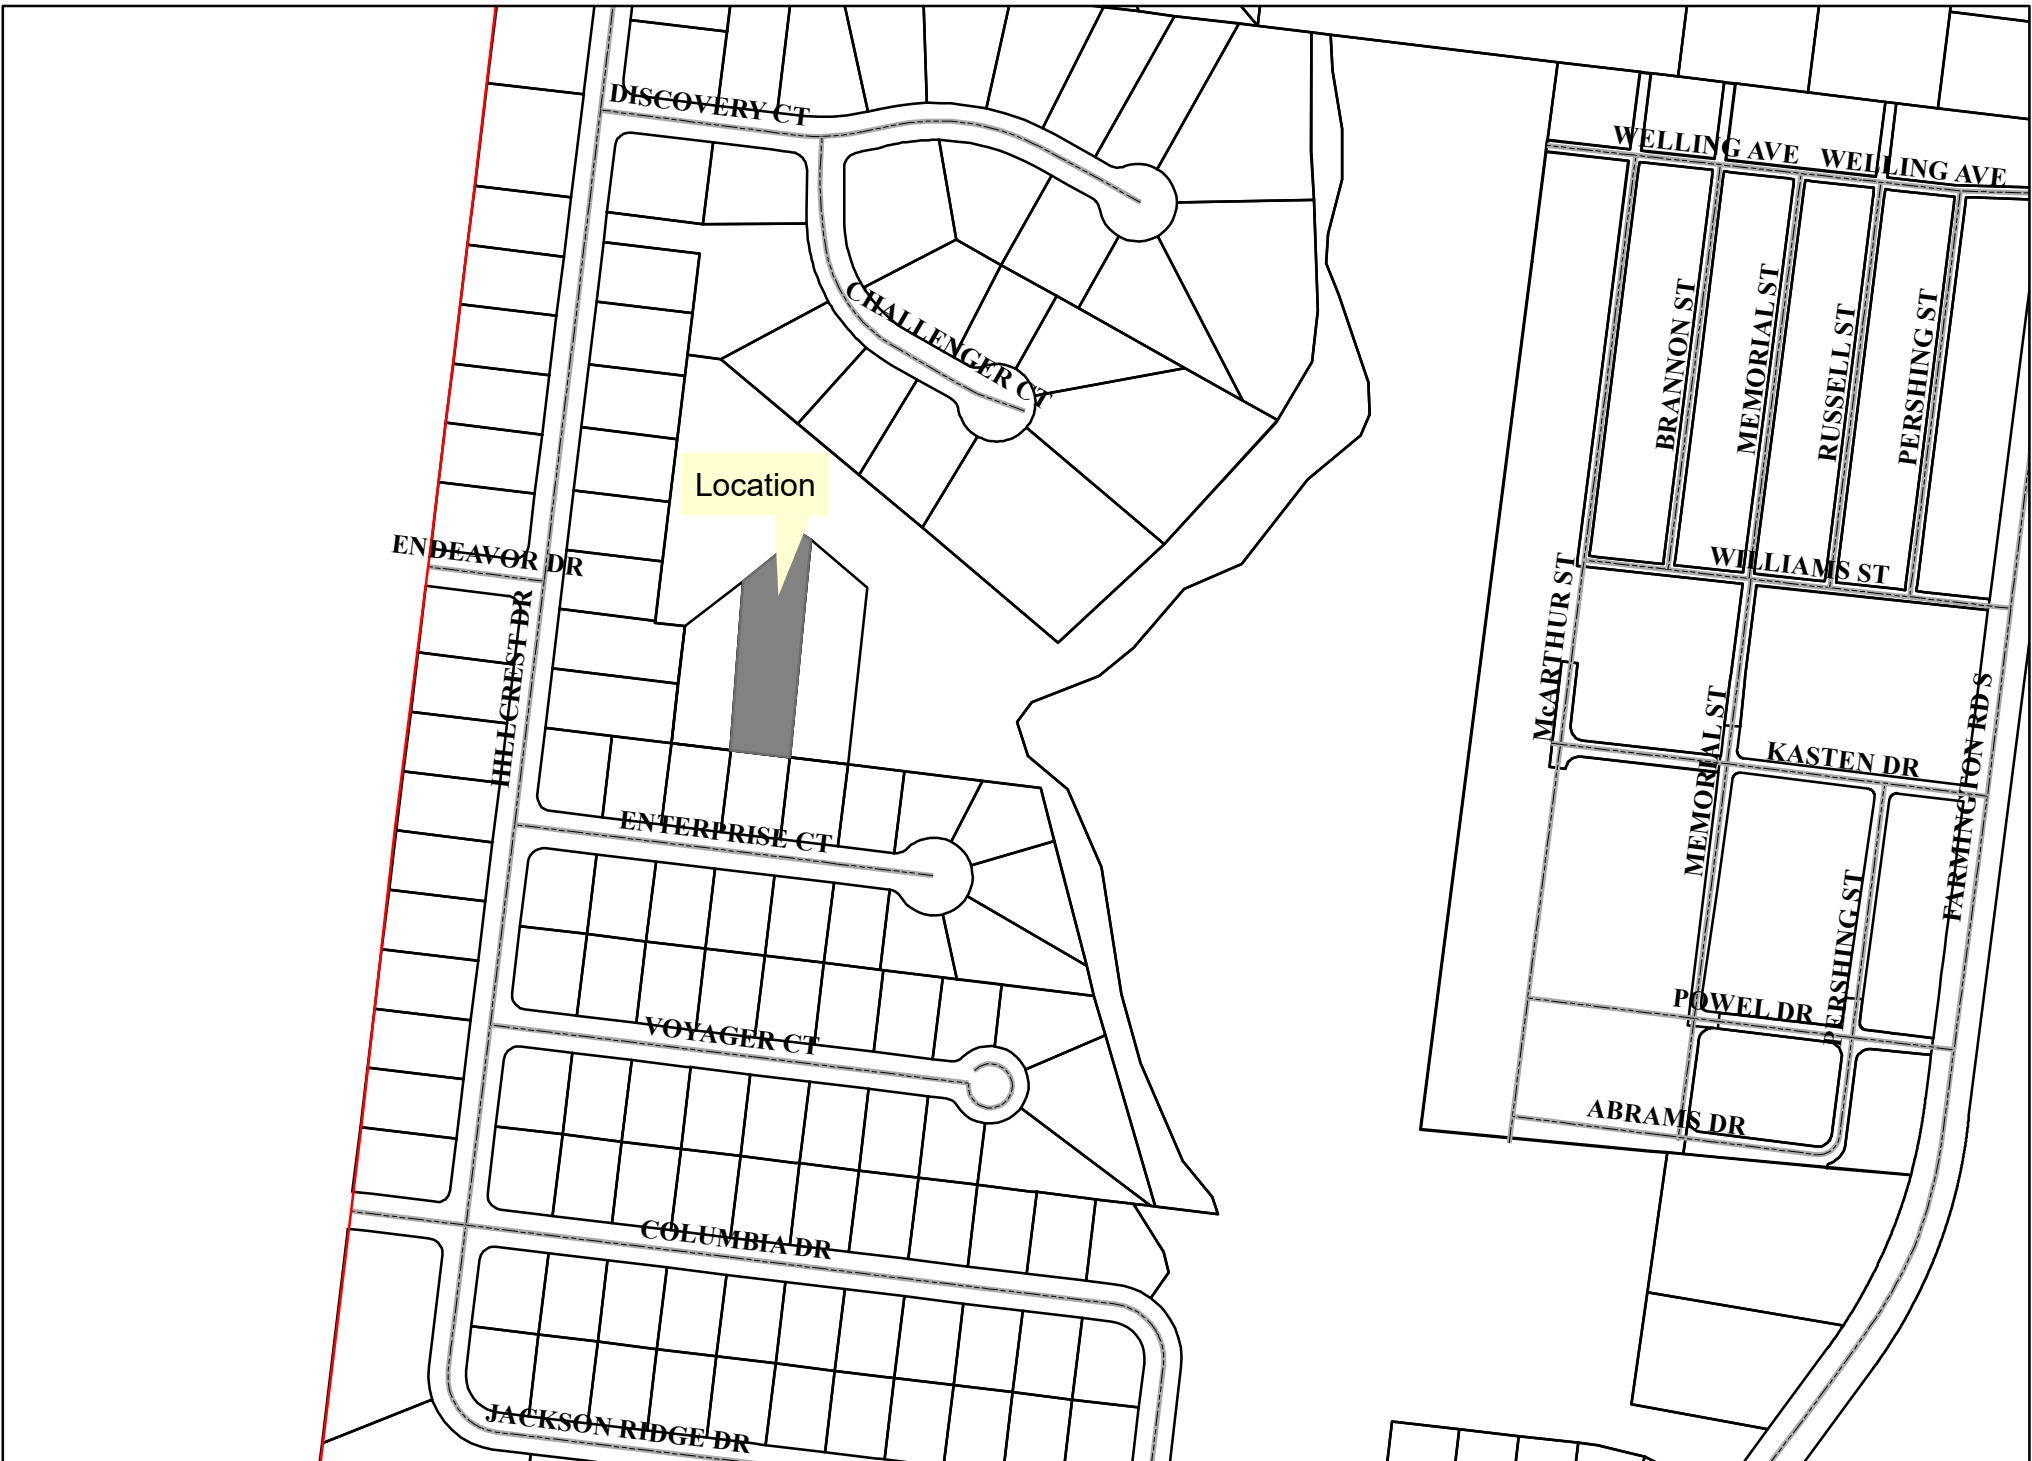 DISCOVERY CT
WELLING AVE
WELLING AVE
CHALLENGER CT
BRANNON ST
MEMORIAL ST
RUSSELL ST
PERSHING ST
Location
ENDEAVOR DR
WILLIAMS ST
HILLCREST DR
McARTHUR ST
MEMORIAL ST
KASTEN DR
FARMINGTON RD S
ENTERPRISE CT
PERSHING ST
POWEL DR
VOYAGER CT
ABRAMS DR
COLUMBIA DR
JACKSON RIDGE DR